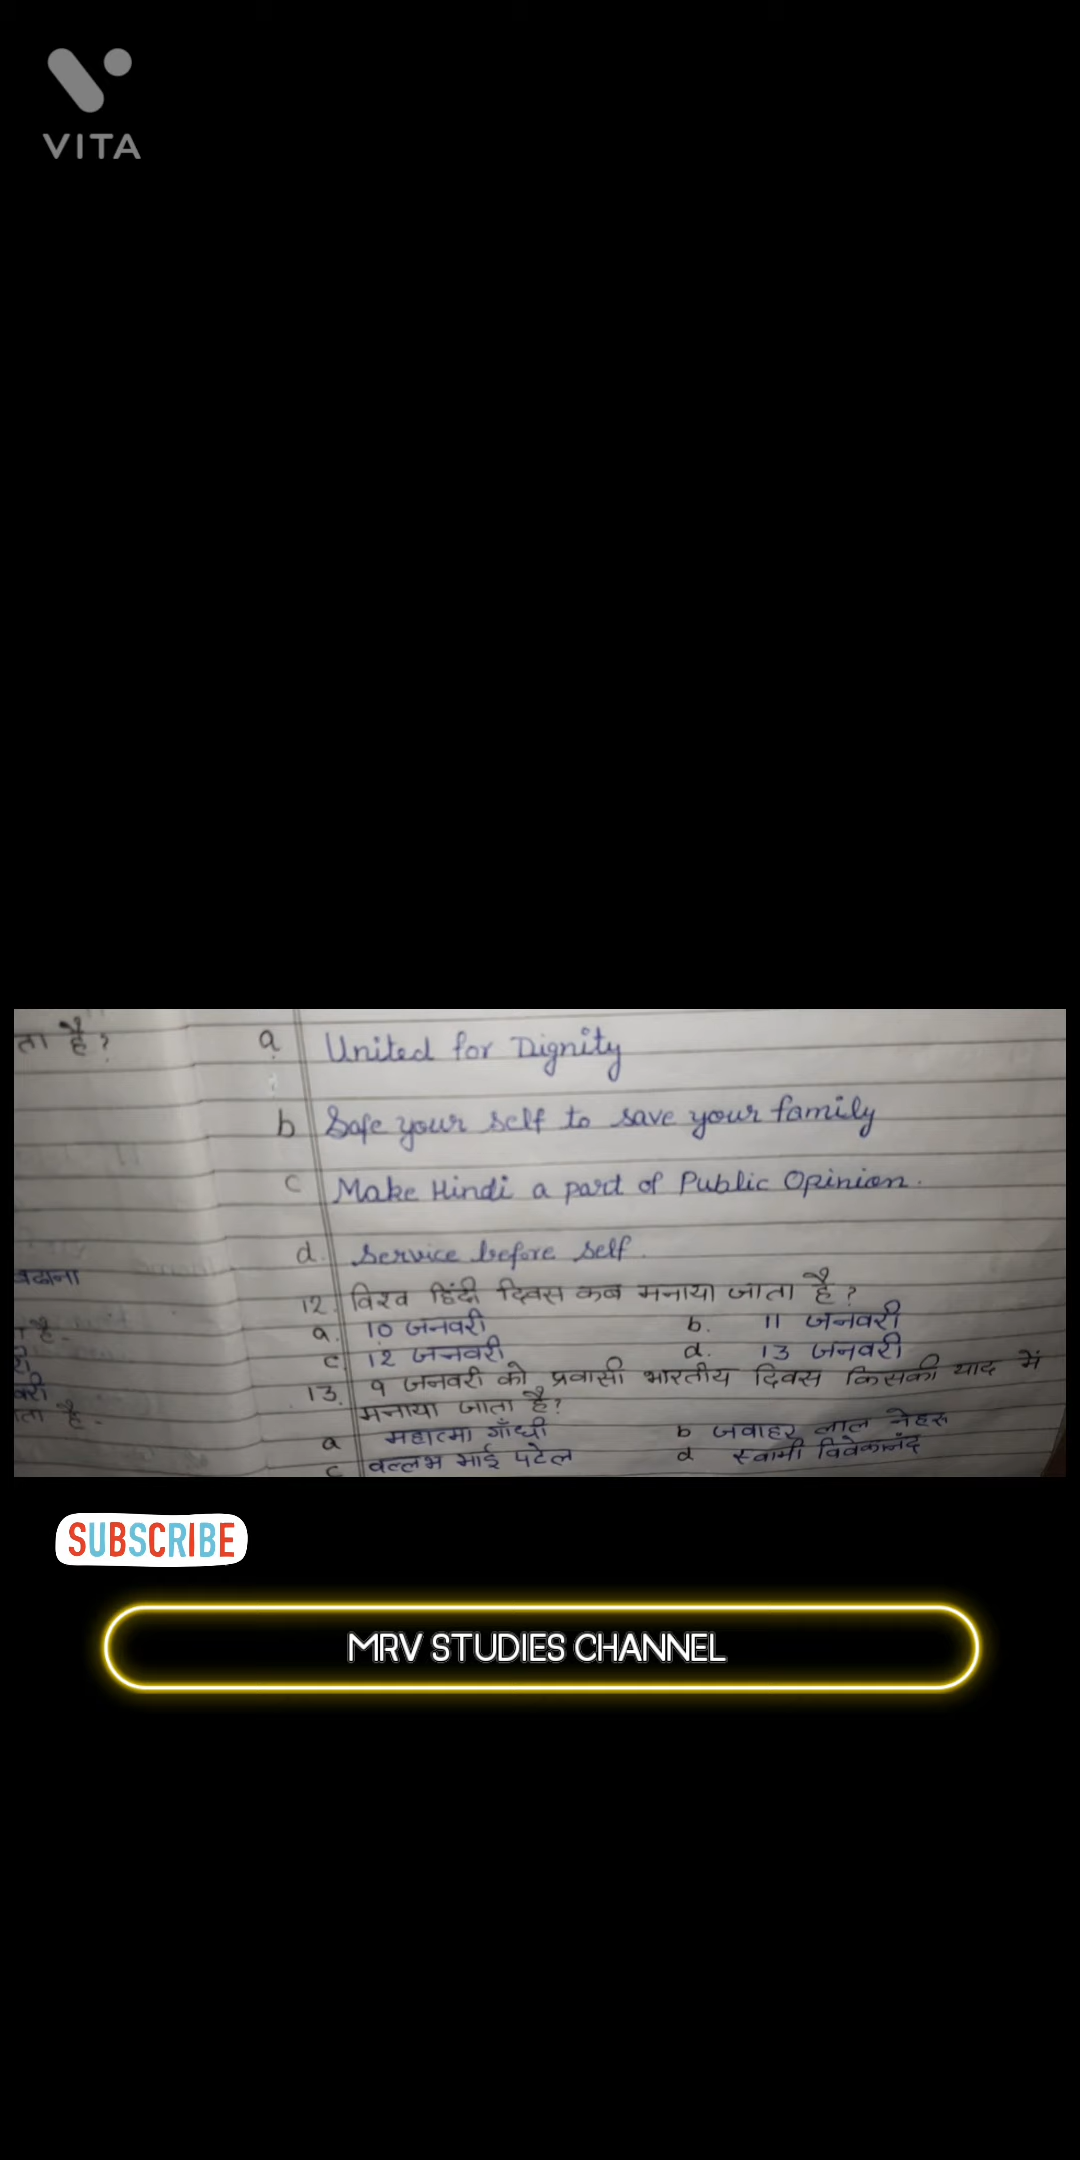 VITA
ता है?
a United for Dignity
b Safe your self to save your family
c Make Hindi a part of Public Opinion.
d. Service before self.
12. विश्व हिंदी दिवस कब मनाया जाता है?
a. 10 जनवरी b. 11 जनवरी
c. 12 जनवरी d. 13 जनवरी
13. 9 जनवरी को प्रवासी भारतीय दिवस किसकी याद में
मनाया जाता है?
a महात्मा गाँधी b जवाहर लाल नेहरू
c वल्लभ भाई पटेल d स्वामी विवेकानंद
SUBSCRIBE
MRV STUDIES CHANNEL